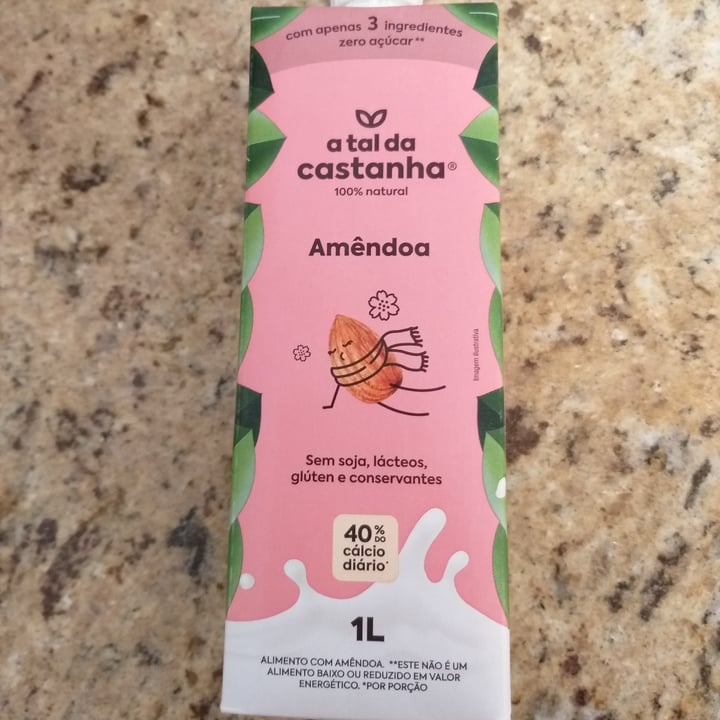 com apenas 3 ingredientes
zero açúcar**
a tal da
castanha®
100% natural
Amêndoa
Imagem ilustrativa
Sem soja, lácteos,
glúten e conservantes
40% DO
cálcio
diário*
1L
ALIMENTO COM AMÊNDOA. **ESTE NÃO É UM
ALIMENTO BAIXO OU REDUZIDO EM VALOR
ENERGÉTICO. *POR PORÇÃO